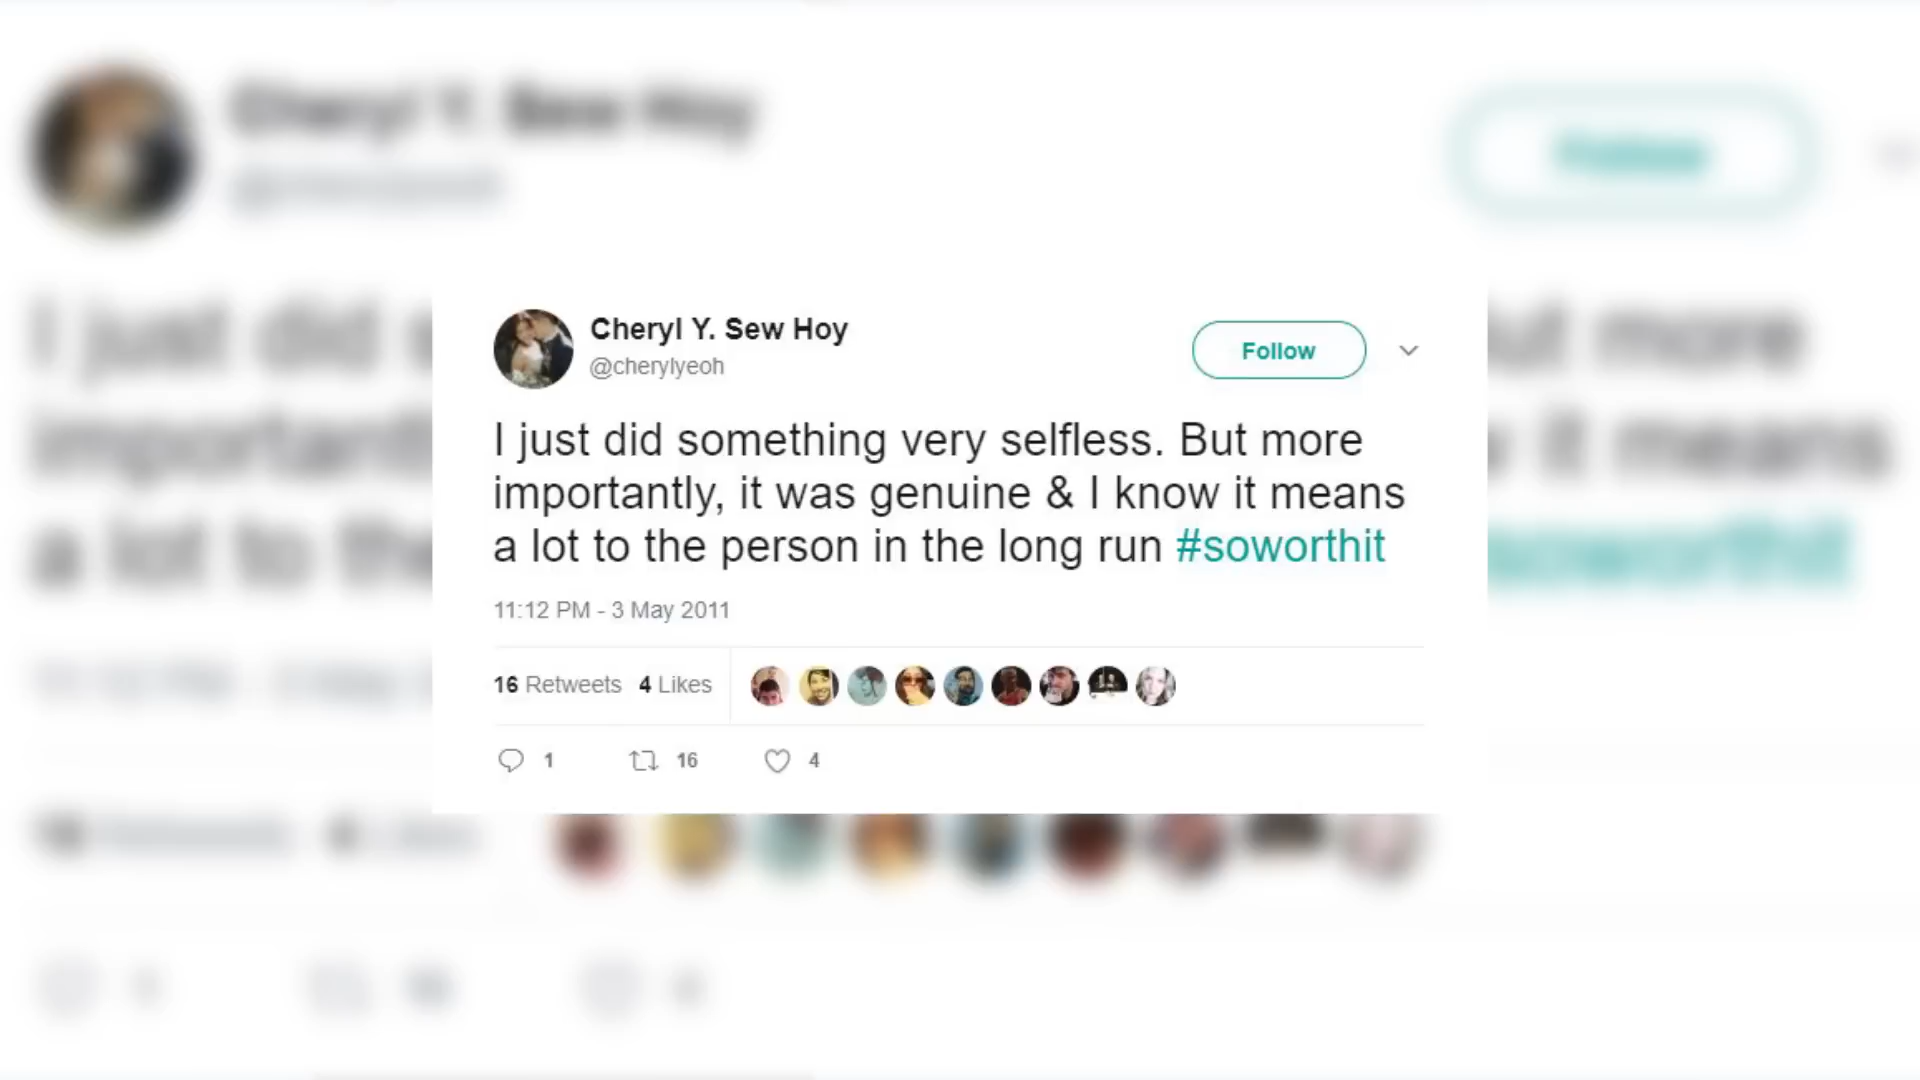 Cheryl Y. Sew Hoy
@cherylyeoh
Follow
I just did something very selfless. But more
importantly, it was genuine & I know it means
a lot to the person in the long run #soworthit
11:12 PM - 3 May 2011
16 Retweets 4 Likes
1 16 4